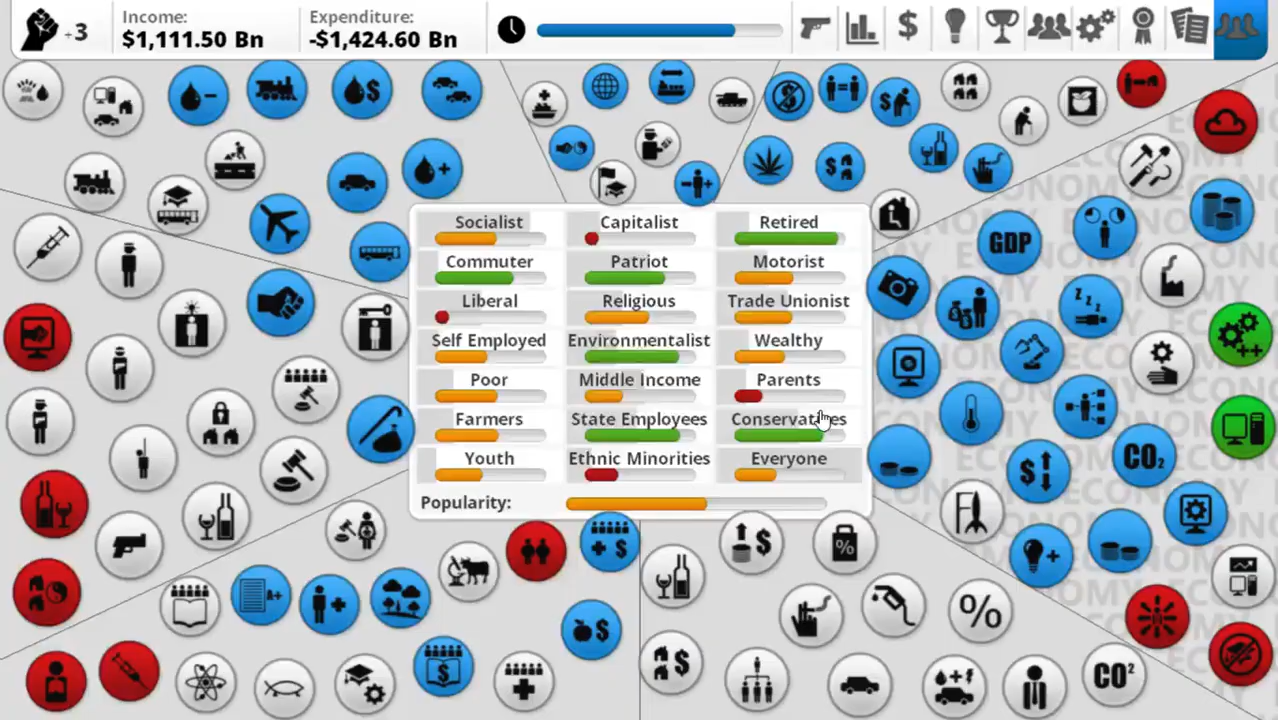 Income:
Expenditure:
+3
$1,111.50 Bn
-$1,424.60 Bn
Socialist
Capitalist
Retired
Commuter
Patriot
Motorist
Liberal
Religious
Trade Unionist
Self Employed
Environmentalist
Wealthy
Poor
Middle Income
Parents
Farmers
State Employees
Conservatives
Youth
Ethnic Minorities
Everyone
Popularity:
GDP
CO₂
CO²
A+
ECONOMY